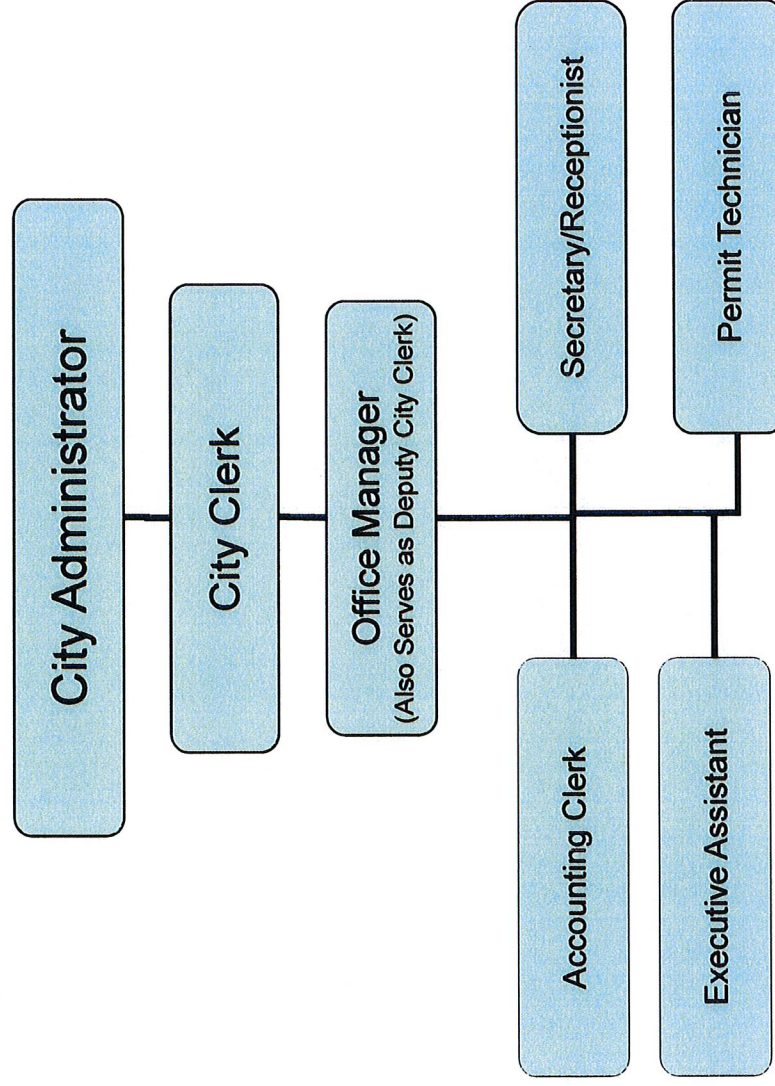 City Administrator
City Clerk
Office Manager
(Also Serves as Deputy City Clerk)
Accounting Clerk
Secretary/Receptionist
Executive Assistant
Permit Technician